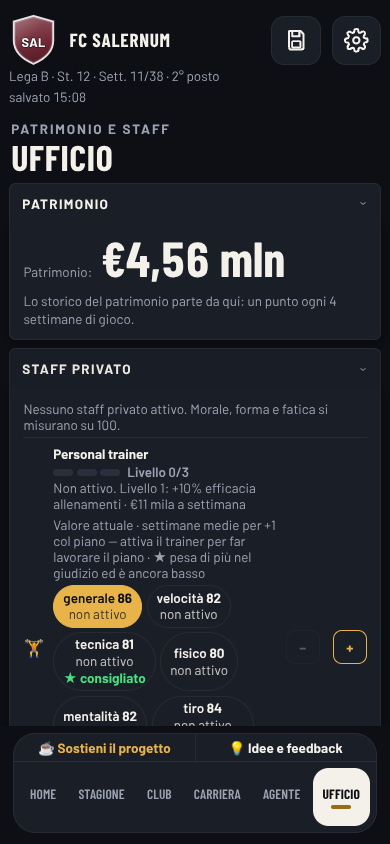 SAL
FC SALERNUM
Lega B · St. 12 · Sett. 11/38 · 2° posto
salvato 15:08
PATRIMONIO E STAFF
UFFICIO
PATRIMONIO
Patrimonio: €4,56 mln
Lo storico del patrimonio parte da qui: un punto ogni 4
settimane di gioco.
STAFF PRIVATO
Nessuno staff privato attivo. Morale, forma e fatica si
misurano su 100.
Personal trainer
Livello 0/3
Non attivo. Livello 1: +10% efficacia
allenamenti · €11 mila a settimana
Valore attuale · settimane medie per +1
col piano — attiva il trainer per far
lavorare il piano · ★ pesa di più nel
giudizio ed è ancora basso
generale 86
non attivo
velocità 82
non attivo
tecnica 81
non attivo
★ consigliato
fisico 80
non attivo
− +
mentalità 82
tiro 84
non attivo
☕ Sostieni il progetto
💡 Idee e feedback
HOME STAGIONE CLUB CARRIERA AGENTE UFFICIO